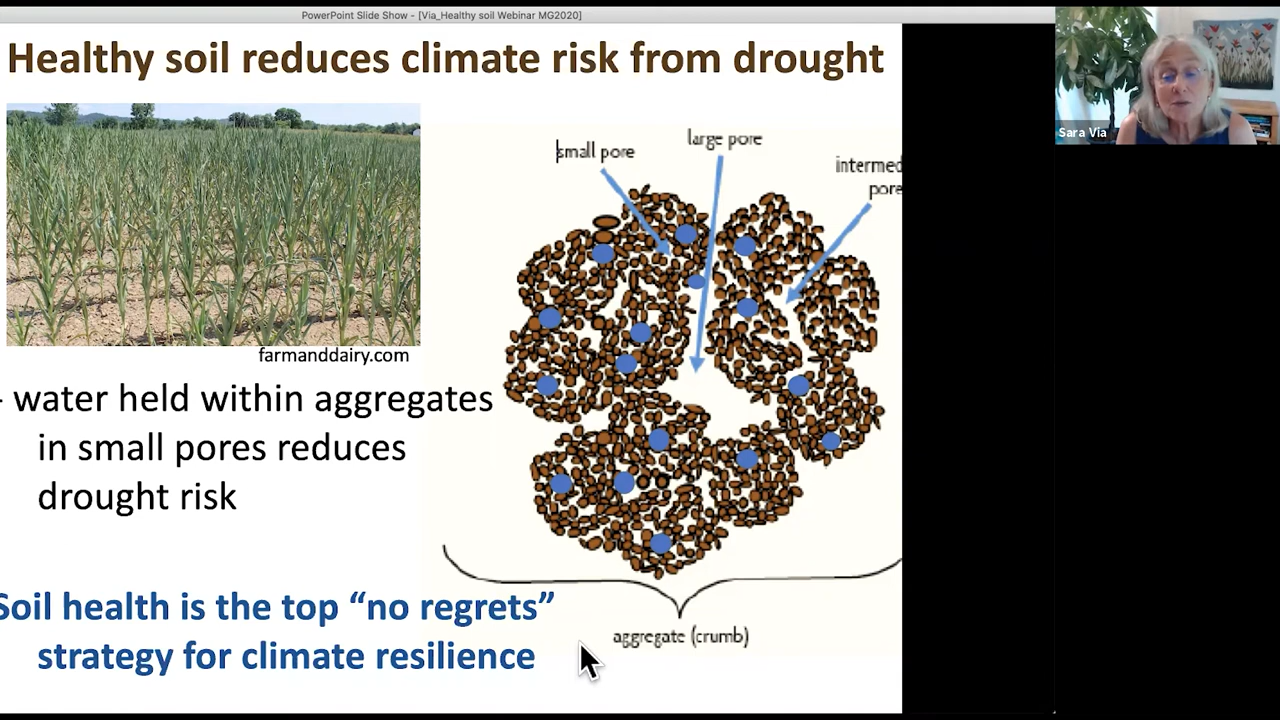 PowerPoint Slide Show - [Via_Healthy soil Webinar MG2020]
Healthy soil reduces climate risk from drought
small pore
large pore
intermed
pore
Sara Via
farmanddairy.com
- water held within aggregates
in small pores reduces
drought risk
Soil health is the top “no regrets”
strategy for climate resilience
aggregate (crumb)